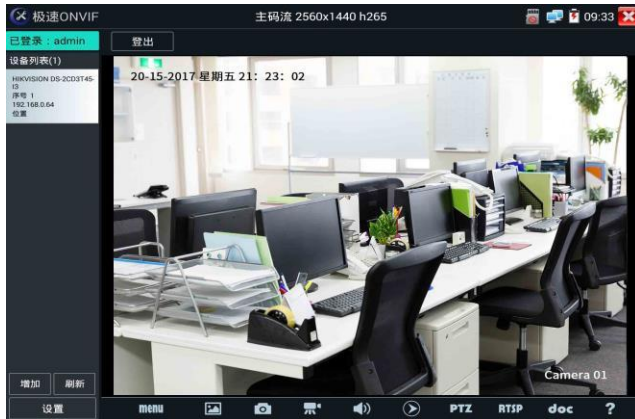 极速ONVIF
主码流 2560x1440 h265
09:33
已登录：admin
登出
设备列表(1)
HIKVISION DS-2CD3T45-
I3
序号 1
192.168.0.64
位置
20-15-2017 星期五 21：23：02
Camera 01
增加
刷新
设置
menu
PTZ
RTSP
doc
?